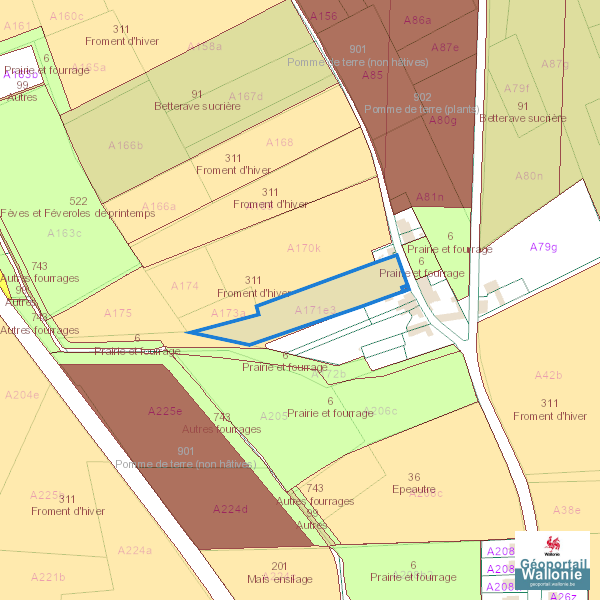 A160c
A161
311
Froment d'hiver
A156
A86a
A158a
901
Pomme de terre (non hâtives)
A87e
6
Prairie et fourrage
A85
A87g
99
Autres
91
Betterave sucrière
A167d
902
Pomme de terre (plants)
A79f
91
Betterave sucrière
A80g
A166b
A168
311
Froment d'hiver
A80n
522
Fèves et Féveroles de printemps
A166a
311
Froment d'hiver
A81n
A163c
A170k
6
Prairie et fourrage
A79g
743
Autres fourrages
6
Prairie et fourrage
A174
311
Froment d'hiver
Autres
A175
A173a
A171e3
743
Autres fourrages
6
Prairie et fourrage
6
Prairie et fourrage
A172b
A42b
A204e
A225e
743
Autres fourrages
A205
6
Prairie et fourrage
A206c
311
Froment d'hiver
901
Pomme de terre (non hâtives)
36
Epeautre
311
Froment d'hiver
743
Autres fourrages
A224d
99
Autres
A38e
A224a
201
Maïs ensilage
6
Prairie et fourrage
A221b
A208
A208
A208
A26z
Wallonie
Géoportail
Wallonie
geoportail.wallonie.be